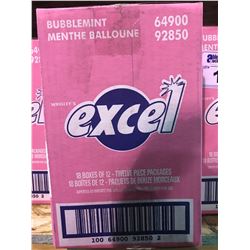 BUBBLEMINT 64900
MENTHE BALLOUNE 92850
WRIGLEY'S
excel
18 BOXES OF 12 - TWELVE PIECE PACKAGES
18 BOÎTES DE 12 - PAQUETS DE DOUZE MORCEAUX
100 64900 92850 2